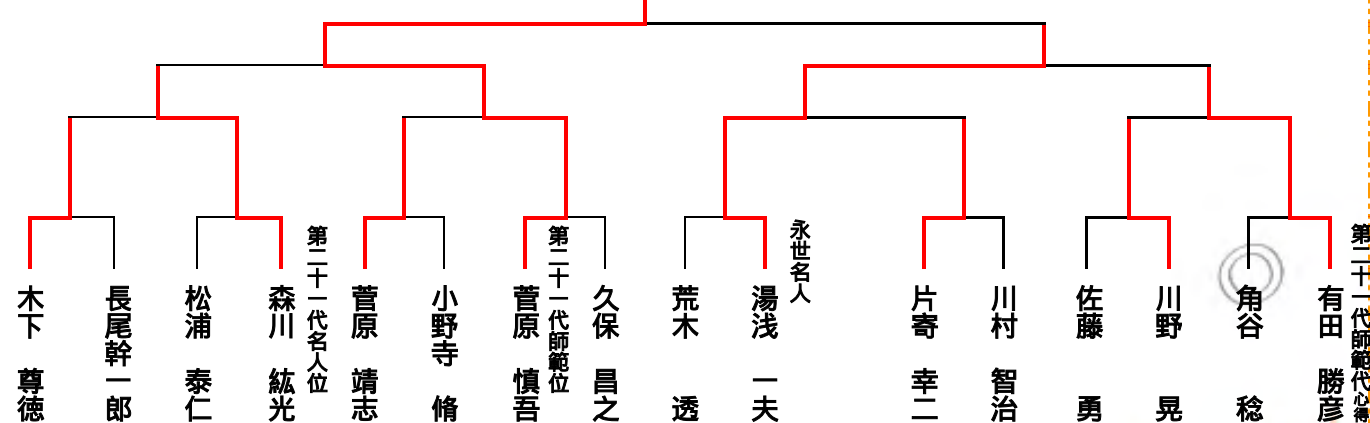 木下 尊徳
長尾幹一郎
松浦 泰仁
森川 紘光
第二十一代名人位
菅原 靖志
小野寺 脩
菅原 慎吾
第二十一代師範位
久保 昌之
荒木 透
湯浅 一夫
永世名人
片寄 幸二
川村 智治
佐藤 勇
川野 晃
角谷 稔
有田 勝彦
第二十一代師範代心得